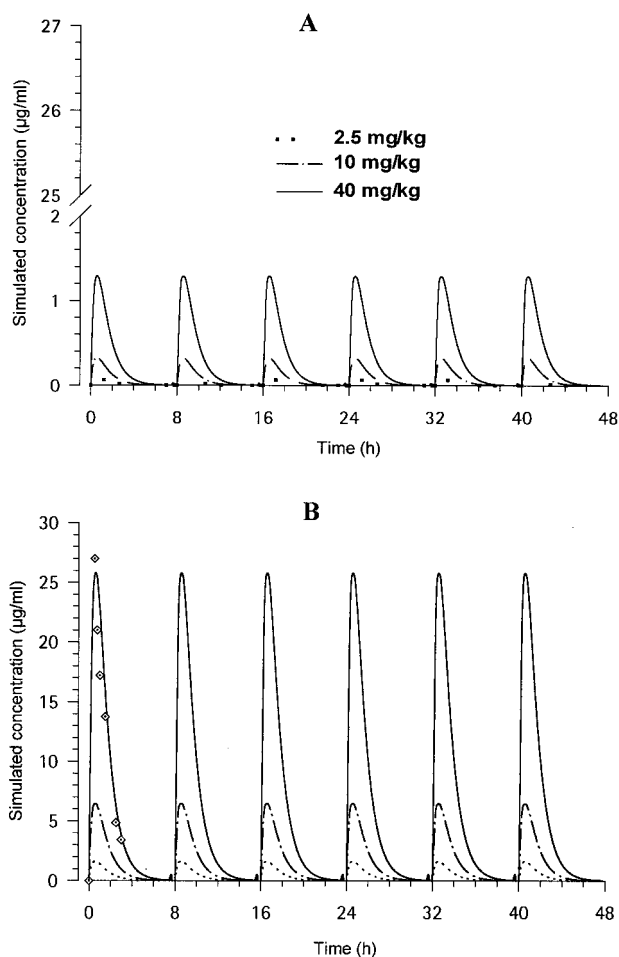 A
Simulated concentration (µg/ml)
27
26
25
2
1
0
2.5 mg/kg
10 mg/kg
40 mg/kg
0 8 16 24 32 40 48
Time (h)
B
Simulated concentration (µg/ml)
30
25
20
15
10
5
0
0 8 16 24 32 40 48
Time (h)